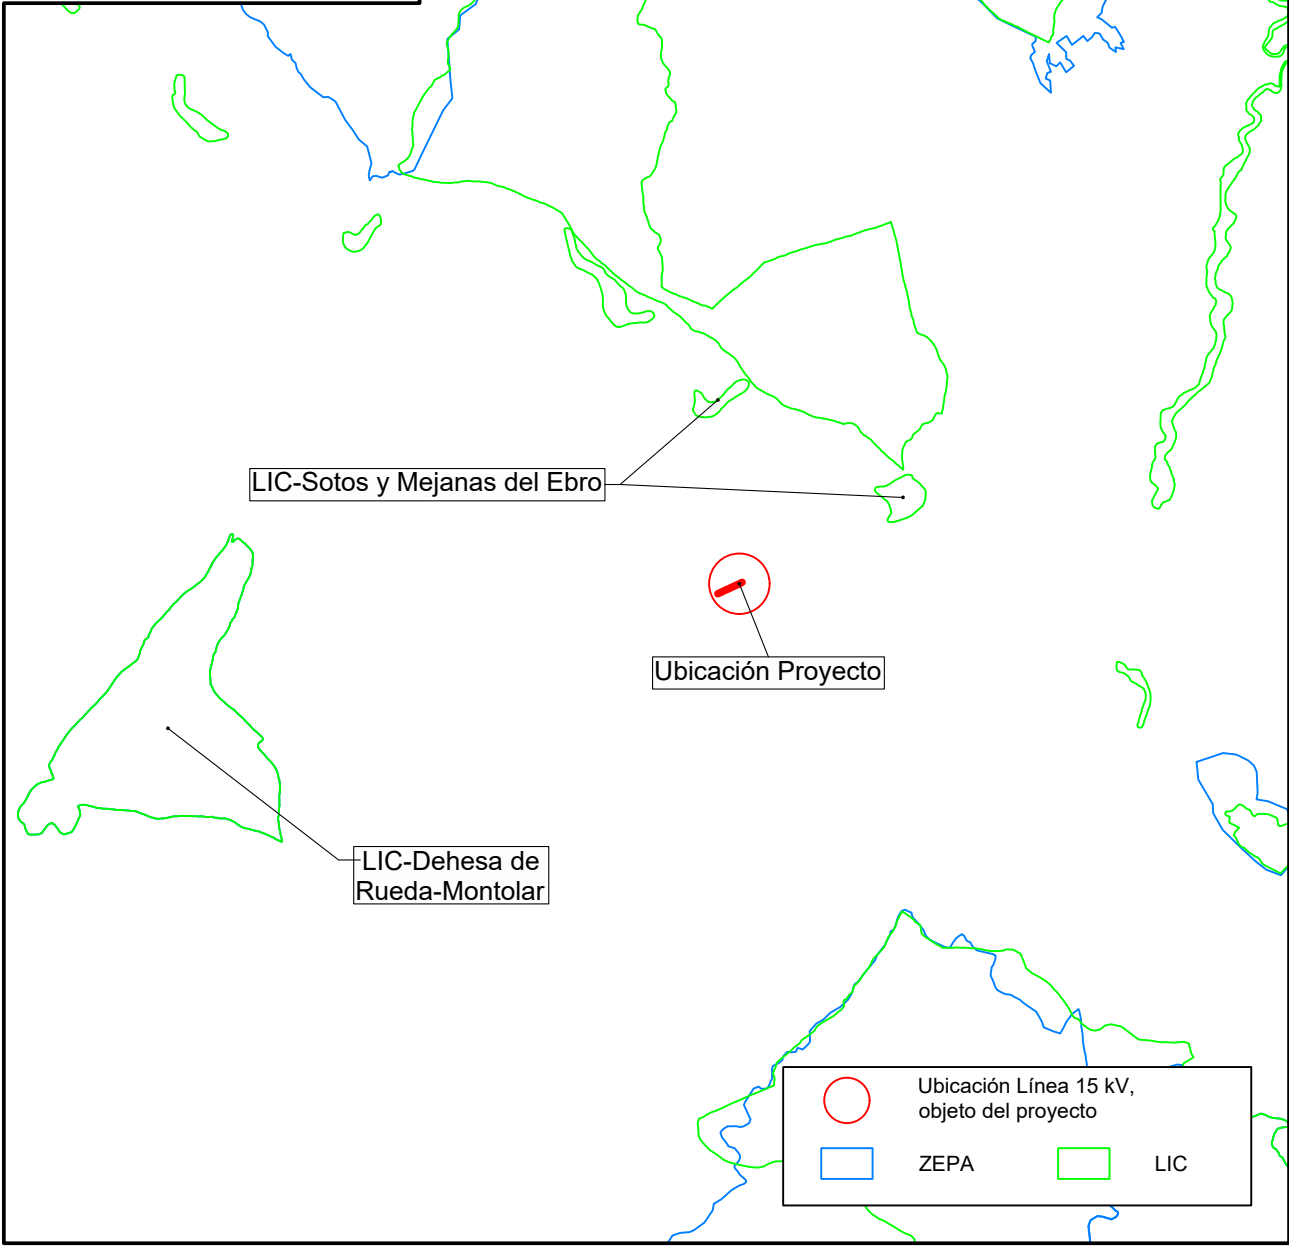 LIC-Sotos y Mejanas del Ebro
Ubicación Proyecto
LIC-Dehesa de
Rueda-Montolar
Ubicación Línea 15 kV,
objeto del proyecto
ZEPA
LIC